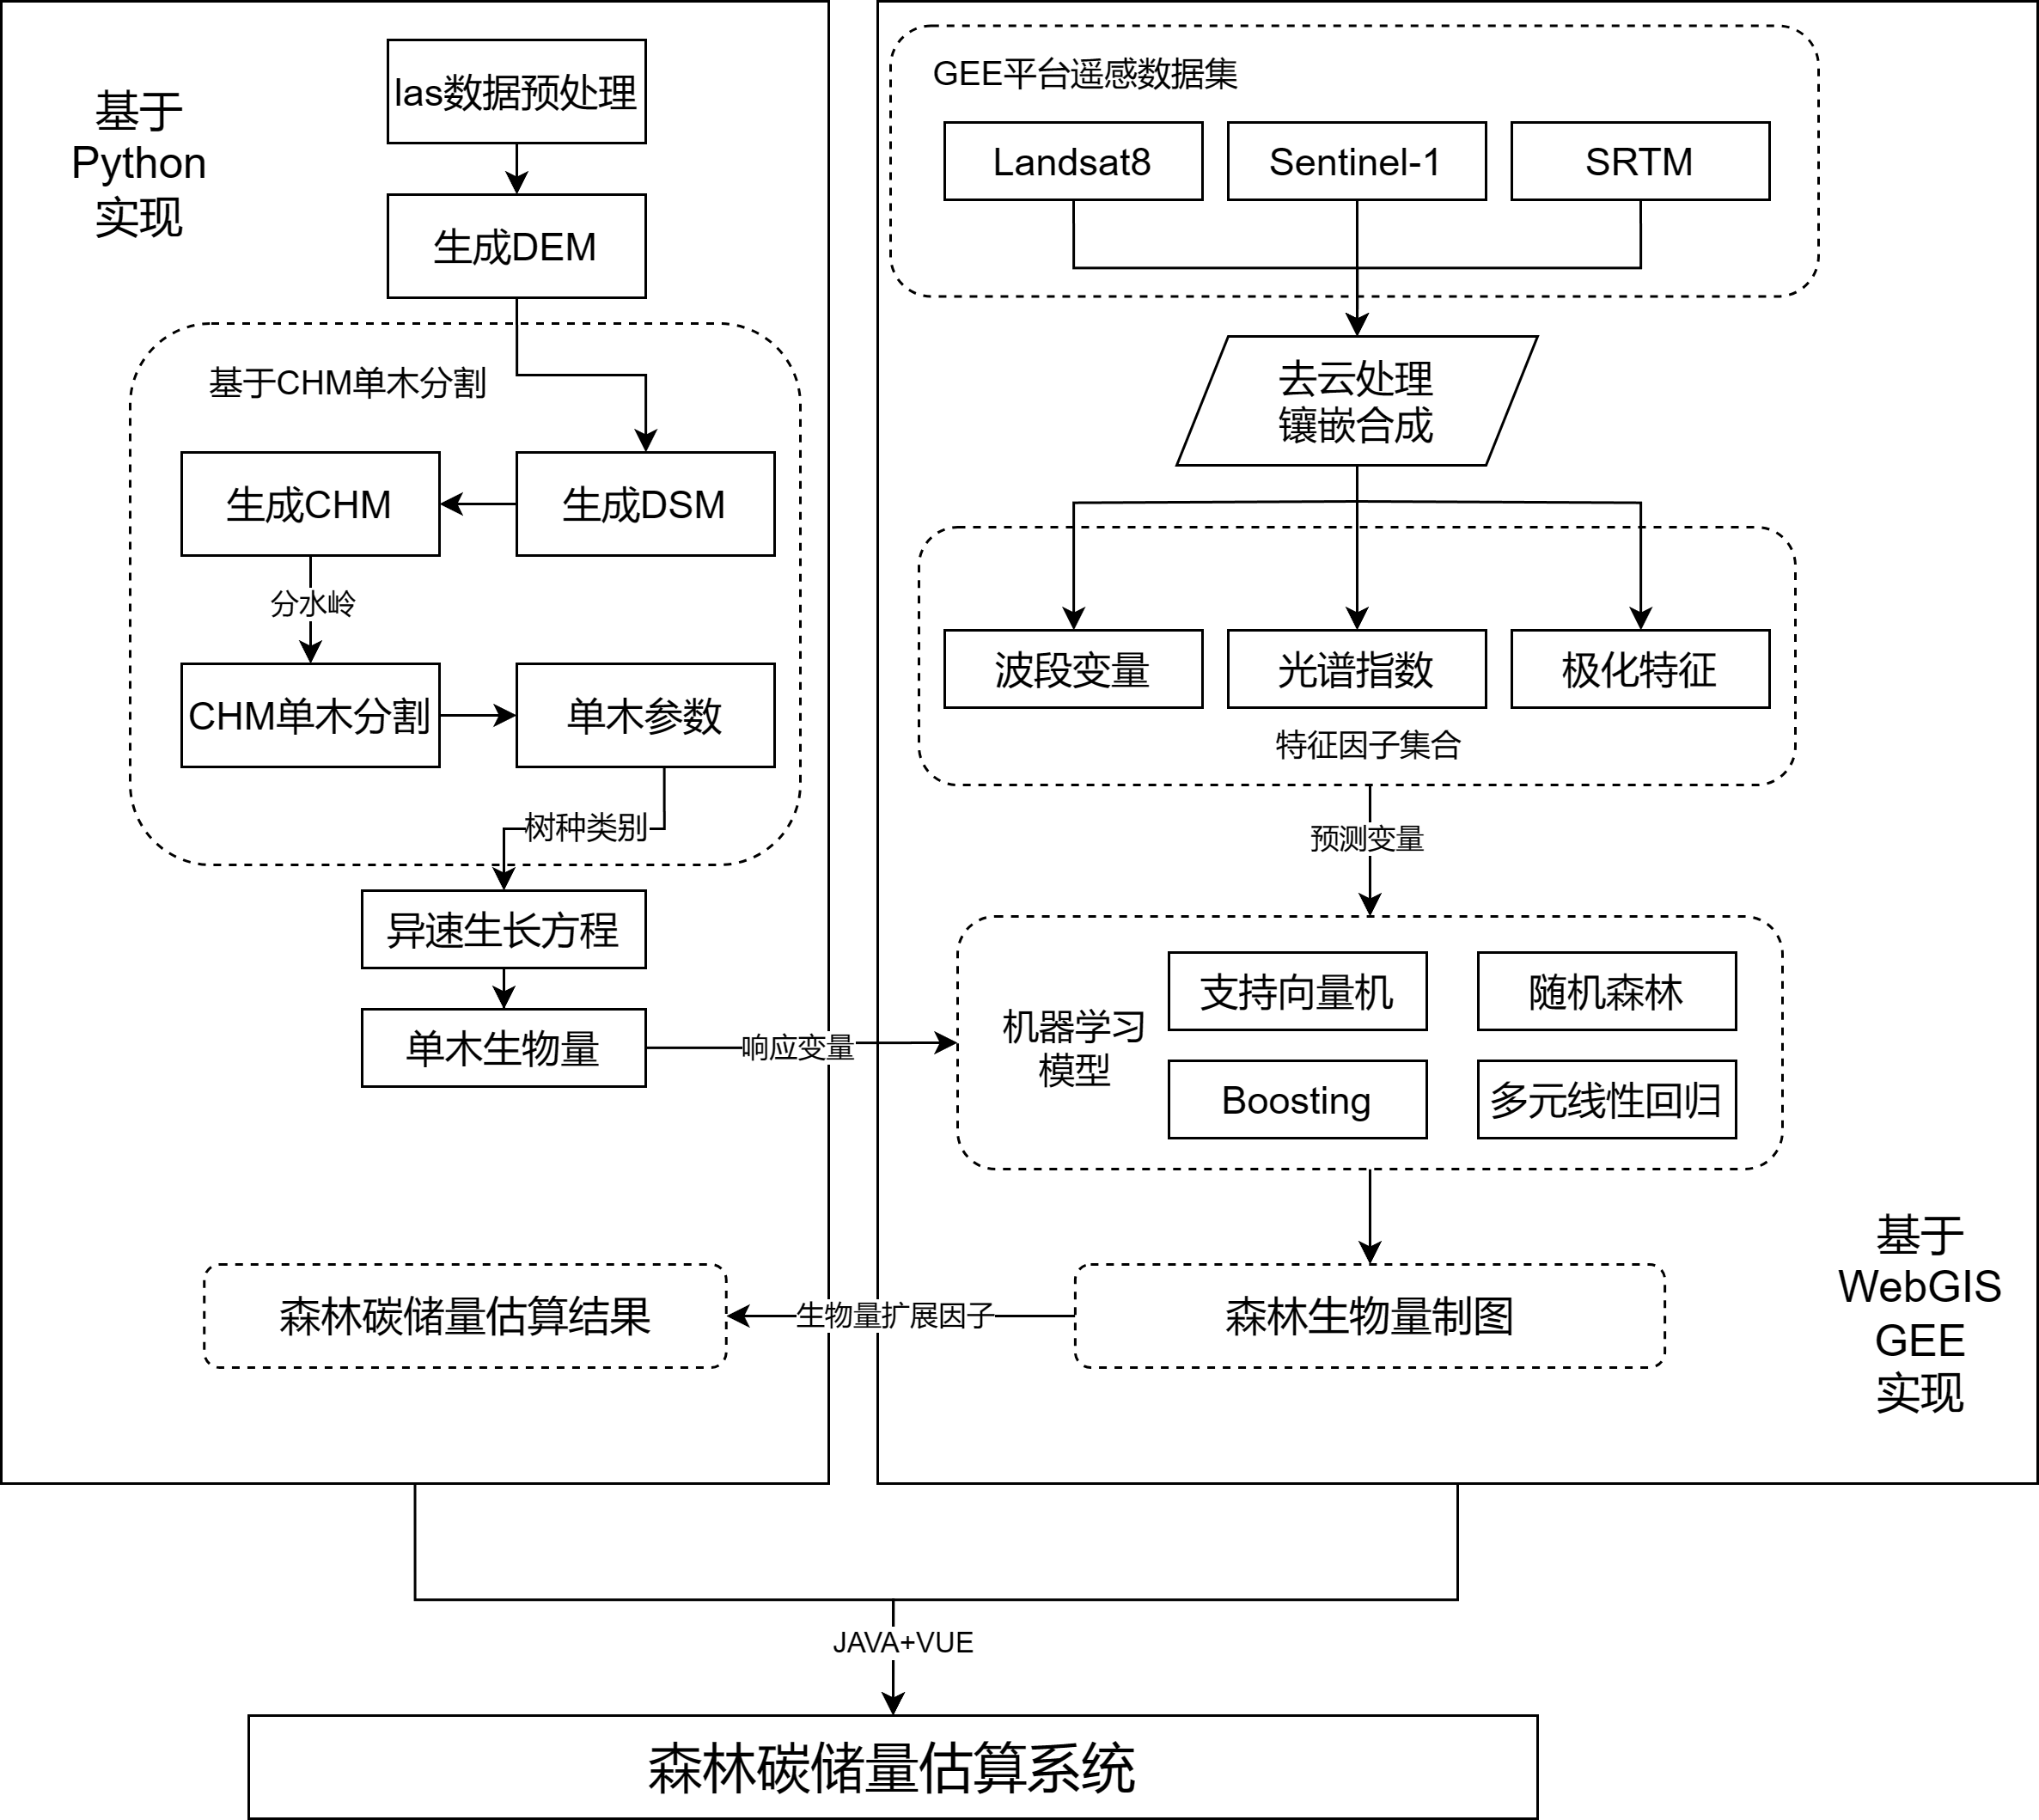 基于
Python
实现
las数据预处理
生成DEM
基于CHM单木分割
生成CHM
生成DSM
分水岭
CHM单木分割
单木参数
树种类别
异速生长方程
单木生物量
响应变量
森林碳储量估算结果
GEE平台遥感数据集
Landsat8
Sentinel-1
SRTM
去云处理
镶嵌合成
波段变量
光谱指数
极化特征
特征因子集合
预测变量
机器学习
模型
支持向量机
随机森林
Boosting
多元线性回归
森林生物量制图
生物量扩展因子
基于
WebGIS
GEE
实现
JAVA+VUE
森林碳储量估算系统